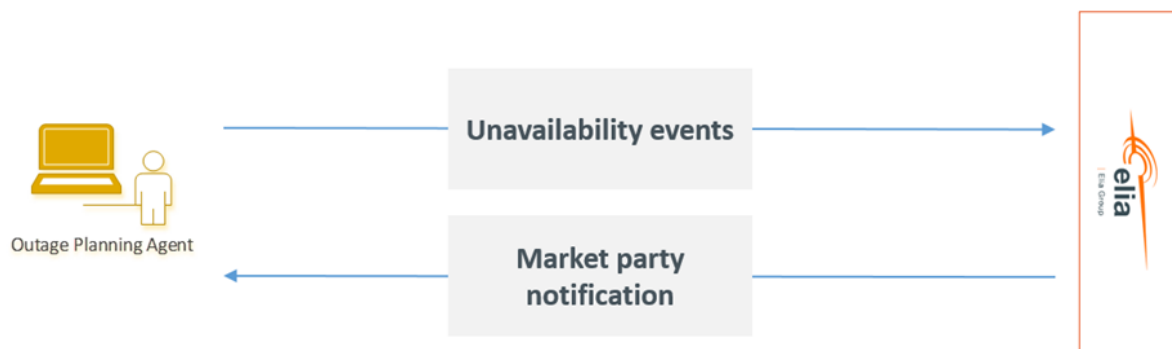 Unavailability events
Outage Planning Agent
Market party
notification
elia
Elia Group